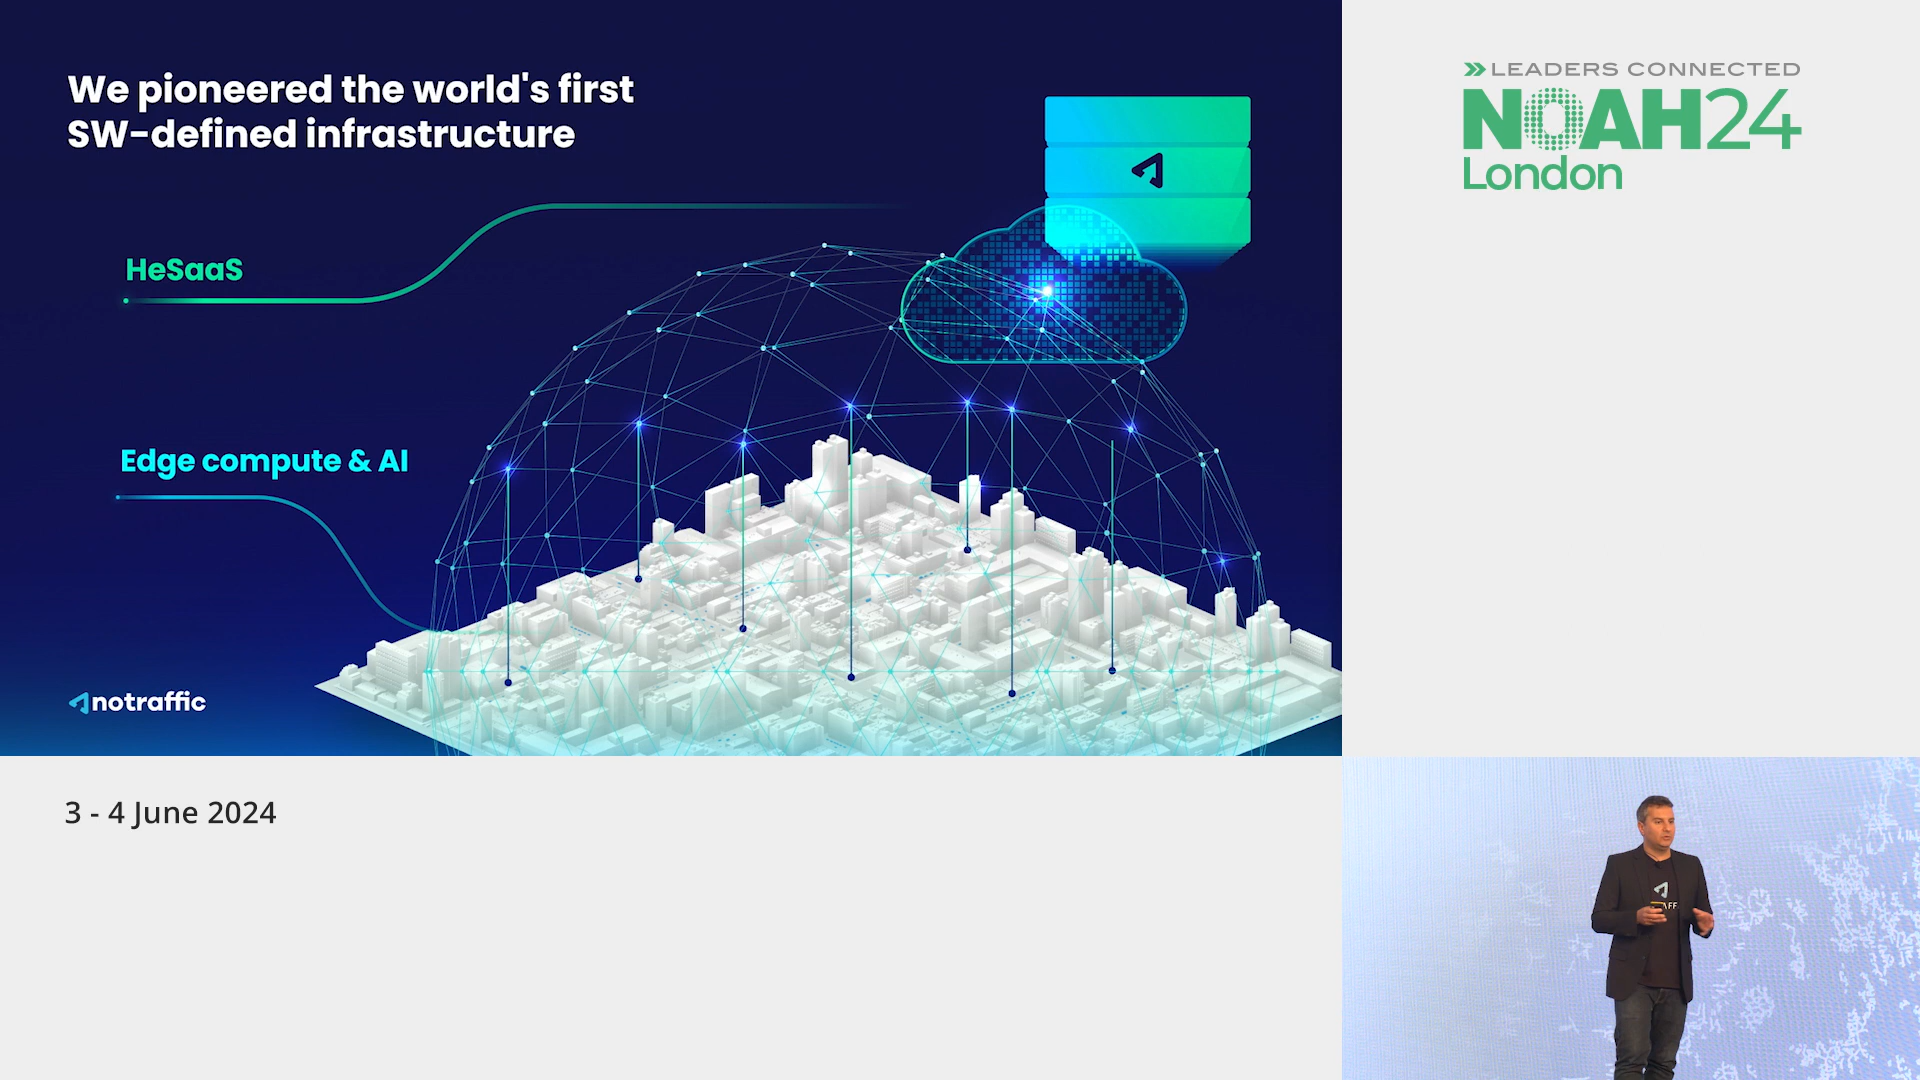 We pioneered the world's first
SW-defined infrastructure
HeSaaS
Edge compute & AI
notraffic
LEADERS CONNECTED
NOAH24
London
3 - 4 June 2024